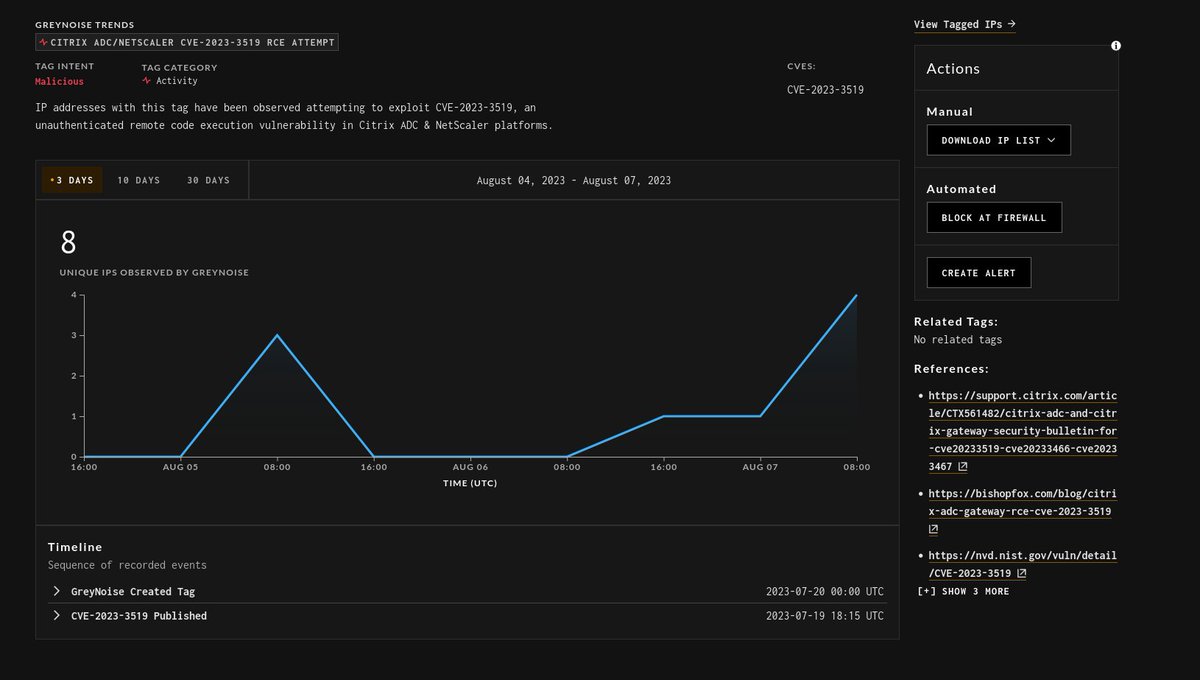 GREYNOISE TRENDS
CITRIX ADC/NETSCALER CVE-2023-3519 RCE ATTEMPT
TAG INTENT
Malicious
TAG CATEGORY
Activity
CVES:
CVE-2023-3519
IP addresses with this tag have been observed attempting to exploit CVE-2023-3519, an
unauthenticated remote code execution vulnerability in Citrix ADC & NetScaler platforms.
3 DAYS 10 DAYS 30 DAYS
August 04, 2023 - August 07, 2023
8
UNIQUE IPS OBSERVED BY GREYNOISE
4
3
2
1
0
16:00 AUG 05 08:00 16:00 AUG 06 08:00 16:00 AUG 07 08:00
TIME (UTC)
Timeline
Sequence of recorded events
GreyNoise Created Tag 2023-07-20 00:00 UTC
CVE-2023-3519 Published 2023-07-19 18:15 UTC
View Tagged IPs →
i
Actions
Manual
DOWNLOAD IP LIST
Automated
BLOCK AT FIREWALL
CREATE ALERT
Related Tags:
No related tags
References:
• https://support.citrix.com/artic
le/CTX561482/citrix-adc-and-citr
ix-gateway-security-bulletin-for
-cve20233519-cve20233466-cve2023
3467
• https://bishopfox.com/blog/citri
x-adc-gateway-rce-cve-2023-3519
• https://nvd.nist.gov/vuln/detail
/CVE-2023-3519
[+] SHOW 3 MORE